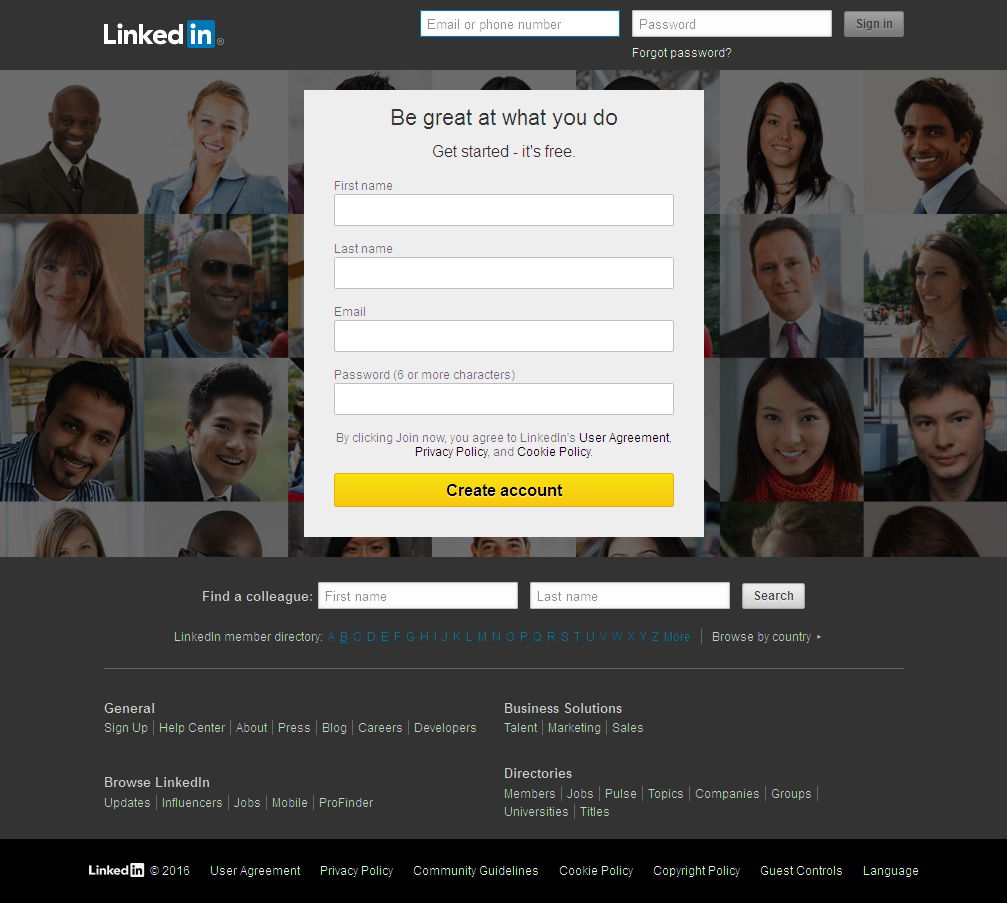 Linked in ®
Email or phone number
Password
Sign in
Forgot password?
Be great at what you do
Get started - it's free.
First name
Last name
Email
Password (6 or more characters)
By clicking Join now, you agree to LinkedIn's User Agreement,
Privacy Policy, and Cookie Policy.
Create account
Find a colleague: First name Last name Search
LinkedIn member directory: A B C D E F G H I J K L M N O P Q R S T U V W X Y Z More | Browse by country ▸
General
Sign Up | Help Center | About | Press | Blog | Careers | Developers
Business Solutions
Talent | Marketing | Sales
Browse LinkedIn
Updates | Influencers | Jobs | Mobile | ProFinder
Directories
Members | Jobs | Pulse | Topics | Companies | Groups |
Universities | Titles
Linked in © 2016 User Agreement Privacy Policy Community Guidelines Cookie Policy Copyright Policy Guest Controls Language